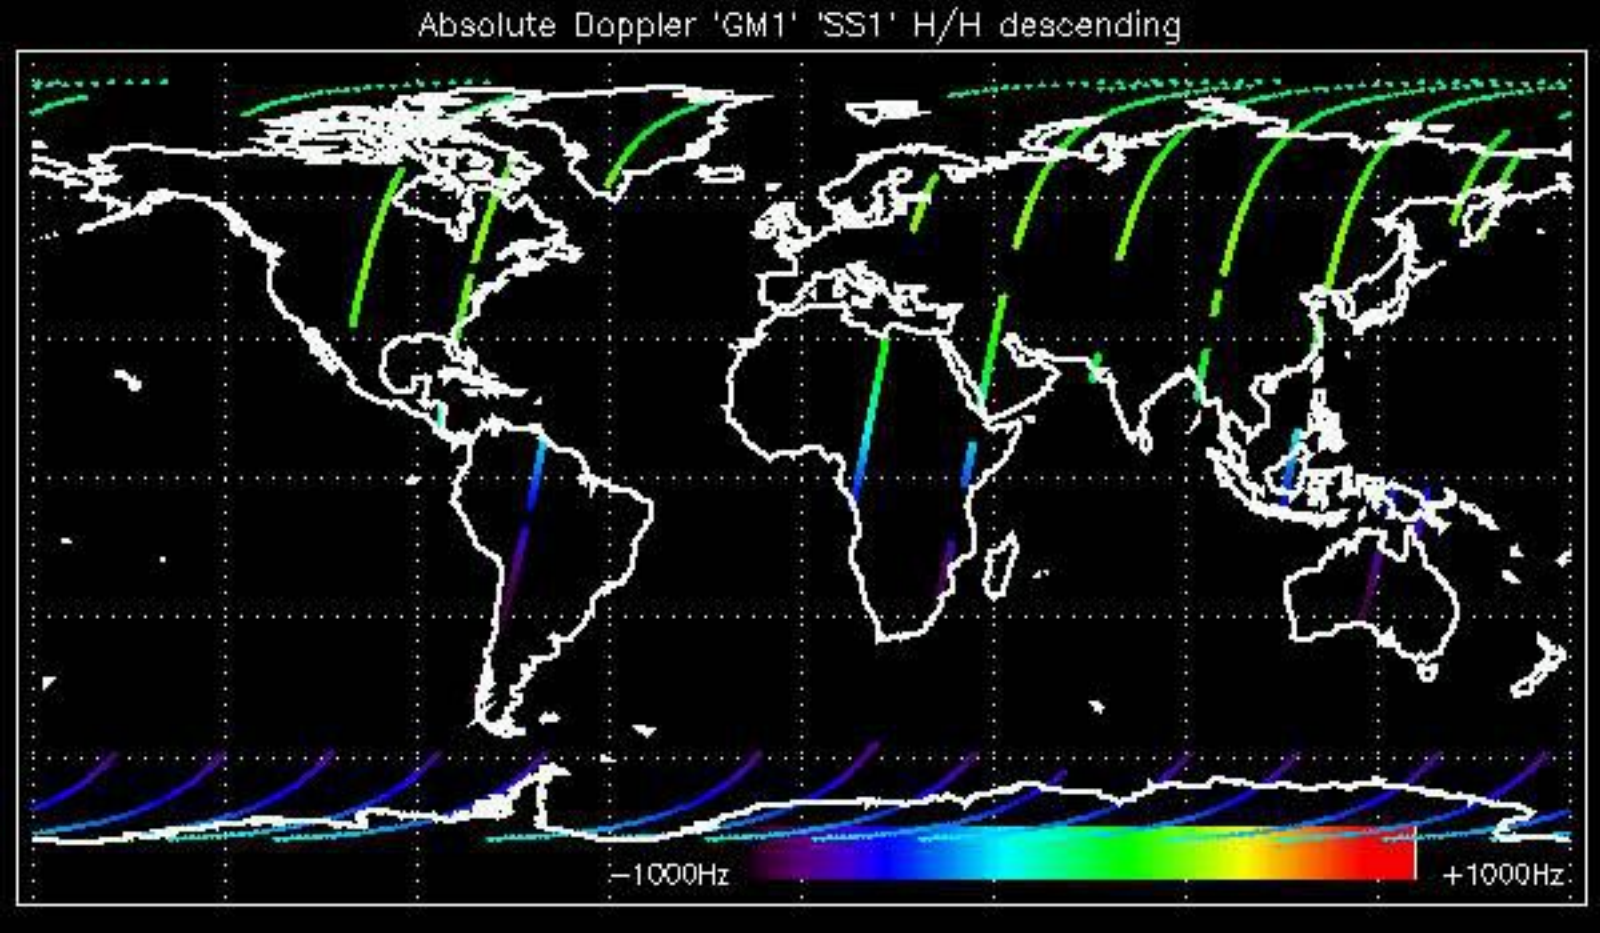 Absolute Doppler 'GM1' 'SS1' H/H descending
−1000Hz +1000Hz